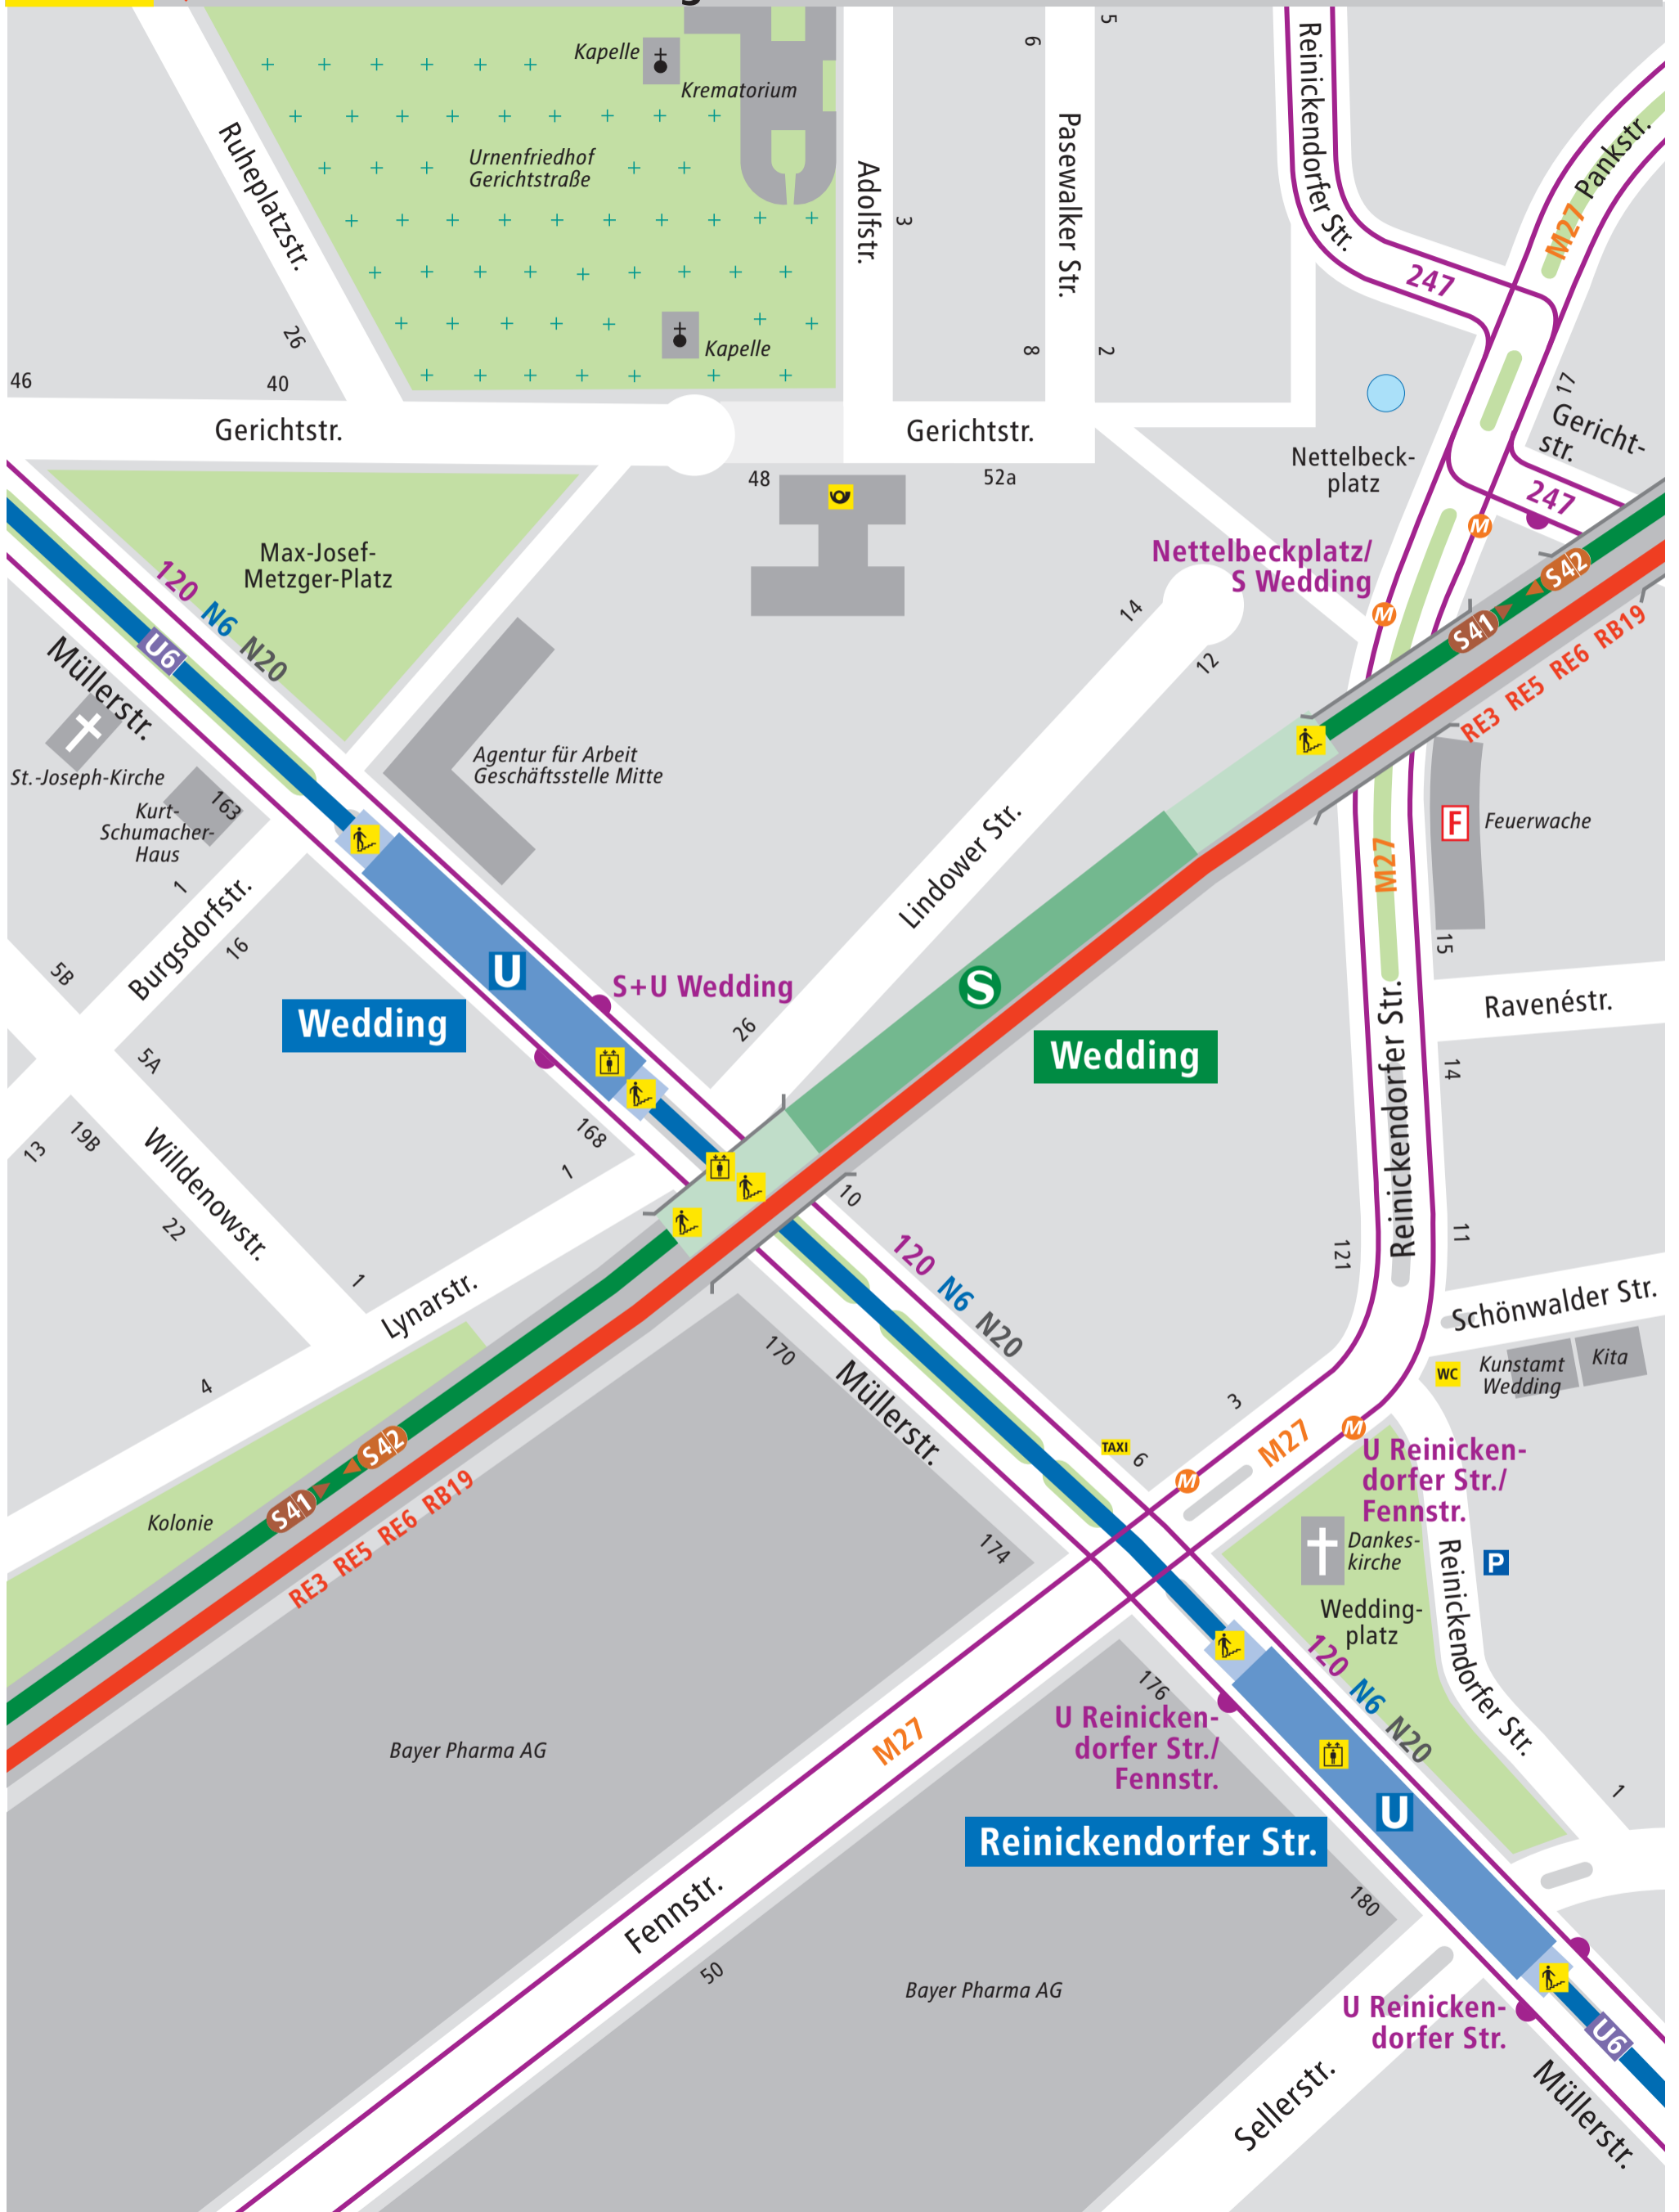 Kapelle
Krematorium
Urnenfriedhof
Gerichtstraße
Kapelle
Ruheplatzstr.
Adolfstr.
3
Pasewalker Str.
6
5
8
2
Reinickendorfer Str.
247
M27
Pankstr.
26
46
40
Gerichtstr.
Gerichtstr.
48
52a
Nettelbeck-
platz
17
Gericht-
str.
247
Nettelbeckplatz/
S Wedding
M
M
S42
S41
RE3 RE5 RE6 RB19
Max-Josef-
Metzger-Platz
120 N6 N20
U6
Müllerstr.
St.-Joseph-Kirche
163
Kurt-
Schumacher-
Haus
Agentur für Arbeit
Geschäftsstelle Mitte
14
12
Lindower Str.
F
Feuerwache
M27
15
1
Burgsdorfstr.
16
5B
U
S+U Wedding
Wedding
26
S
Wedding
Ravenéstr.
Reinickendorfer Str.
14
5A
13
19B
Willdenowstr.
22
168
1
1
Lynarstr.
4
10
120 N6 N20
121
11
Schönwalder Str.
Kunstamt
Wedding
Kita
WC
170
Müllerstr.
3
TAXI
6
M27
M
M
U Reinicken-
dorfer Str./
Fennstr.
S42
S41
RE3 RE5 RE6 RB19
Kolonie
174
Dankes-
kirche
P
Reinickendorfer Str.
Wedding-
platz
120 N6 N20
176
U Reinicken-
dorfer Str./
Fennstr.
M27
Bayer Pharma AG
U
Reinickendorfer Str.
1
180
Fennstr.
50
Bayer Pharma AG
U Reinicken-
dorfer Str.
U6
Sellerstr.
Müllerstr.